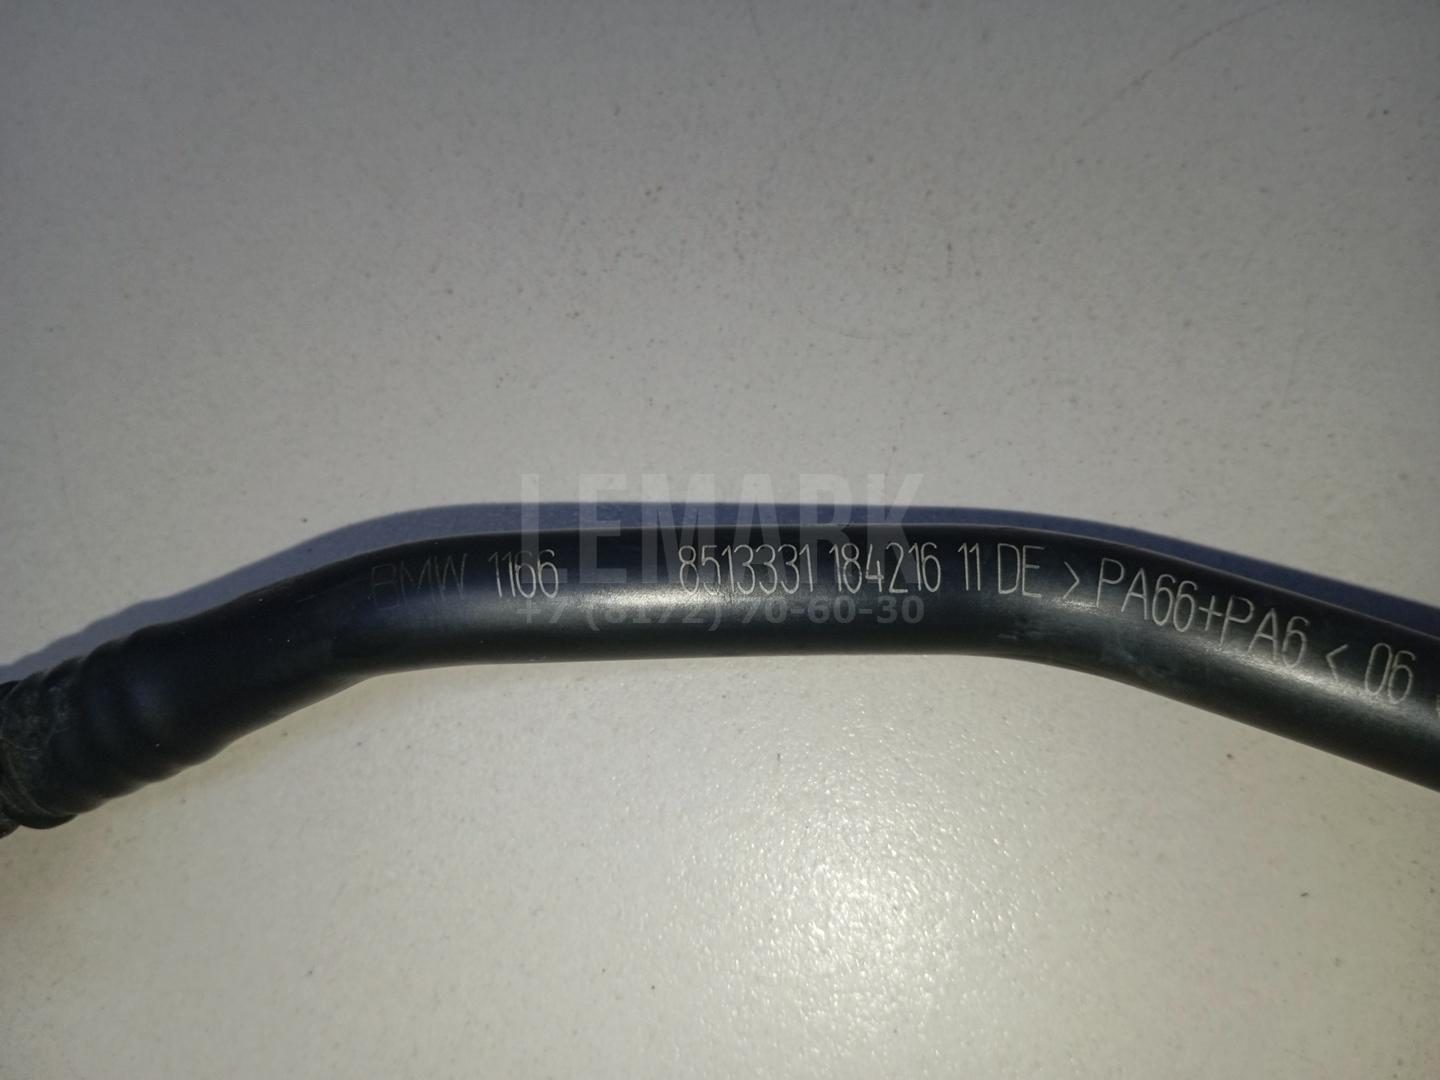 LEMARK
BMW 1166 8513331 184216 11 DE >PA66+PA6< 06
+7 (8172) 70-60-30